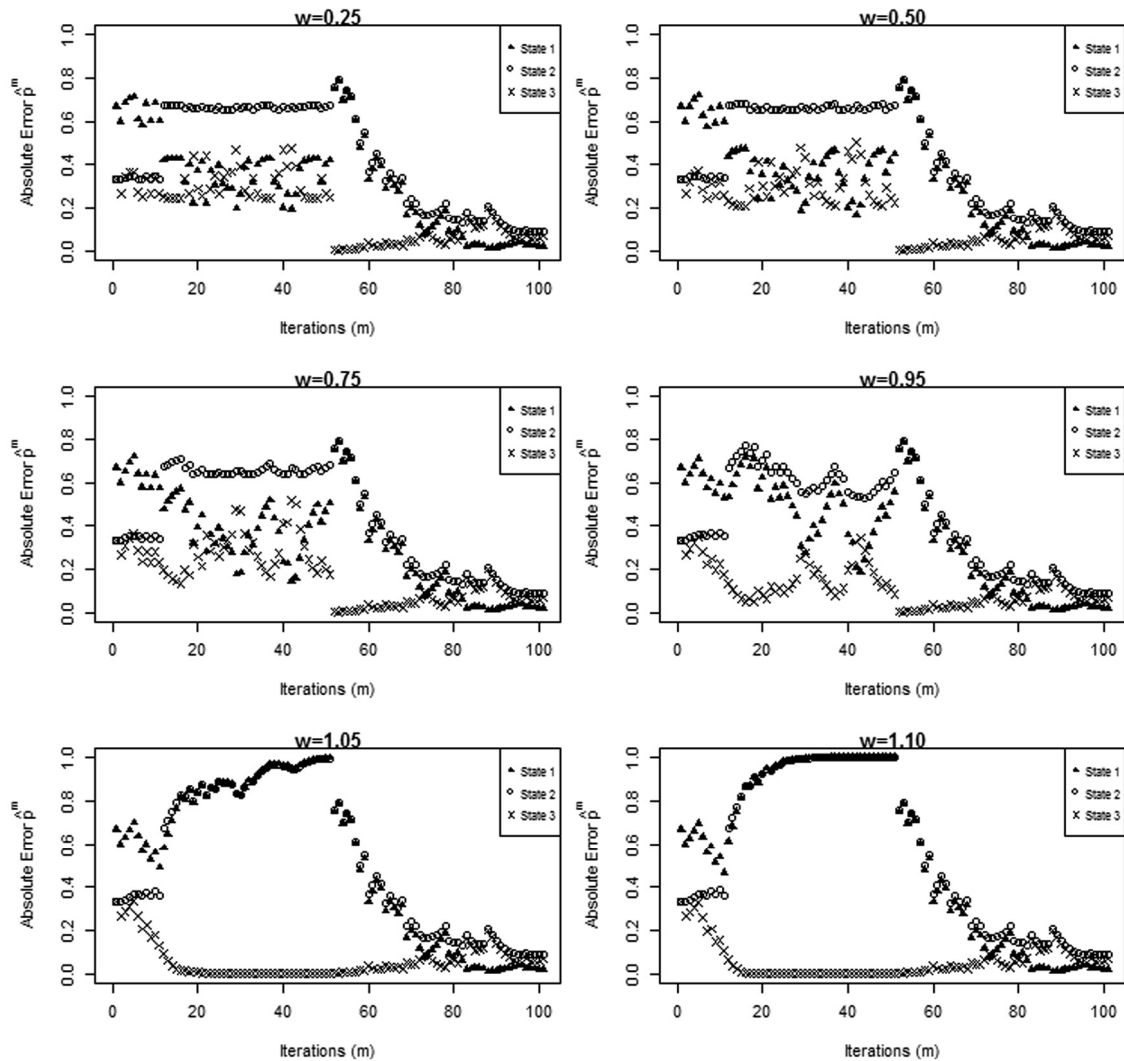 w=0.25
Absolute Error p̂^m
1.0
0.8
0.6
0.4
0.2
0.0
State 1
State 2
State 3
0 20 40 60 80 100
Iterations (m)
w=0.50
Absolute Error p̂^m
1.0
0.8
0.6
0.4
0.2
0.0
State 1
State 2
State 3
0 20 40 60 80 100
Iterations (m)
w=0.75
Absolute Error p̂^m
1.0
0.8
0.6
0.4
0.2
0.0
State 1
State 2
State 3
0 20 40 60 80 100
Iterations (m)
w=0.95
Absolute Error p̂^m
1.0
0.8
0.6
0.4
0.2
0.0
State 1
State 2
State 3
0 20 40 60 80 100
Iterations (m)
w=1.05
Absolute Error p̂^m
1.0
0.8
0.6
0.4
0.2
0.0
State 1
State 2
State 3
0 20 40 60 80 100
Iterations (m)
w=1.10
Absolute Error p̂^m
1.0
0.8
0.6
0.4
0.2
0.0
State 1
State 2
State 3
0 20 40 60 80 100
Iterations (m)